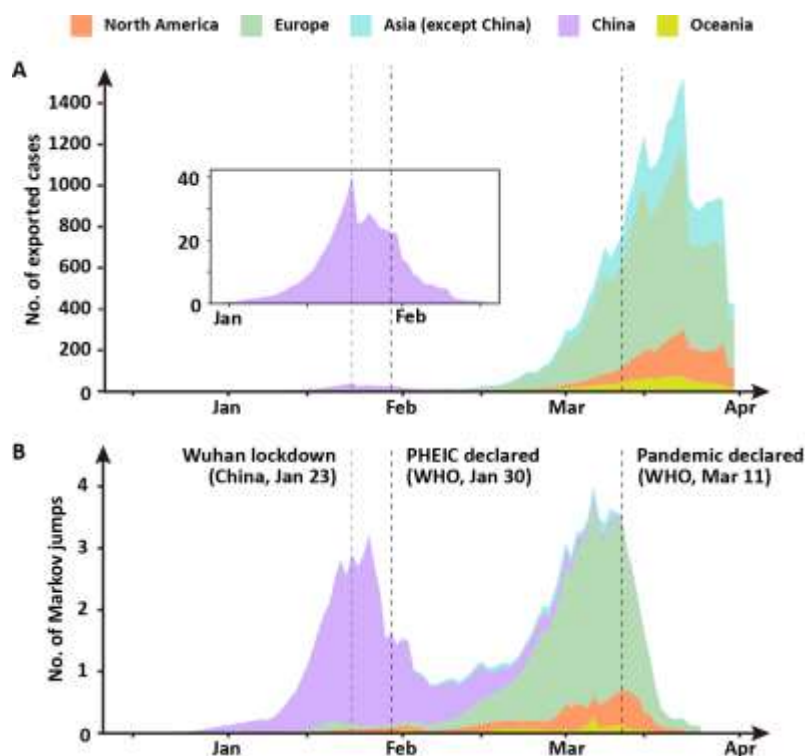 North America Europe Asia (except China) China Oceania
A
No. of exported cases
1400
1200
1000
800
600
400
200
0
40
20
0
Jan Feb
Jan Feb Mar Apr
B
Wuhan lockdown PHEIC declared Pandemic declared
(China, Jan 23) (WHO, Jan 30) (WHO, Mar 11)
No. of Markov jumps
4
3
2
1
0
Jan Feb Mar Apr